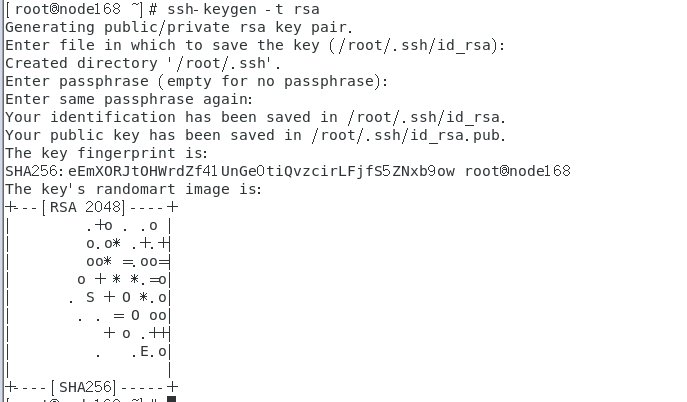 [root@node168 ~]# ssh-keygen -t rsa
Generating public/private rsa key pair.
Enter file in which to save the key (/root/.ssh/id_rsa):
Created directory '/root/.ssh'.
Enter passphrase (empty for no passphrase):
Enter same passphrase again:
Your identification has been saved in /root/.ssh/id_rsa.
Your public key has been saved in /root/.ssh/id_rsa.pub.
The key fingerprint is:
SHA256:eEmXORJtOHWrdZf41UnGe0tiQvzcirLFjfS5ZNxb9ow root@node168
The key's randomart image is:
+---[RSA 2048]----+
|        .+o . .o |
|        o.o* .+.+|
|        oo* =.oo=|
|       o + * *.=o|
|      . S + O *.o|
|       . . = O oo|
|          + o .++|
|         .   .E.o|
|                 |
+----[SHA256]-----+
[root@node168 ~]#